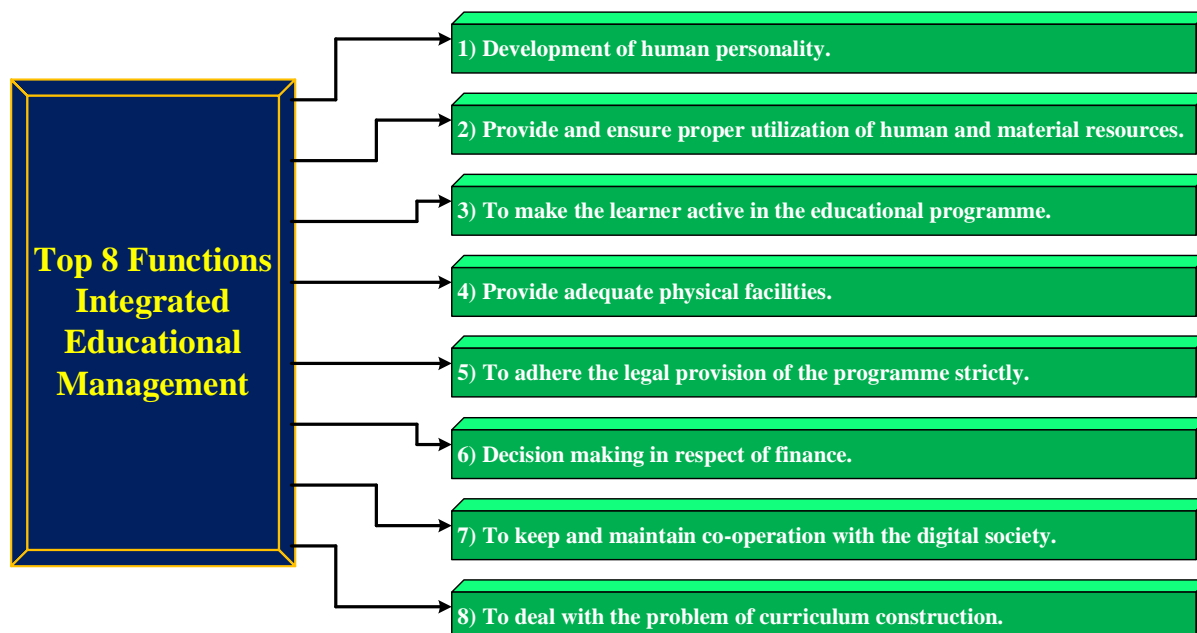 Top 8 Functions
Integrated
Educational
Management
1) Development of human personality.
2) Provide and ensure proper utilization of human and material resources.
3) To make the learner active in the educational programme.
4) Provide adequate physical facilities.
5) To adhere the legal provision of the programme strictly.
6) Decision making in respect of finance.
7) To keep and maintain co-operation with the digital society.
8) To deal with the problem of curriculum construction.